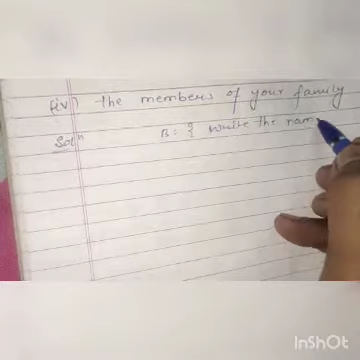 (iv) the members of your family
Solⁿ B = { write the nam
InShOt